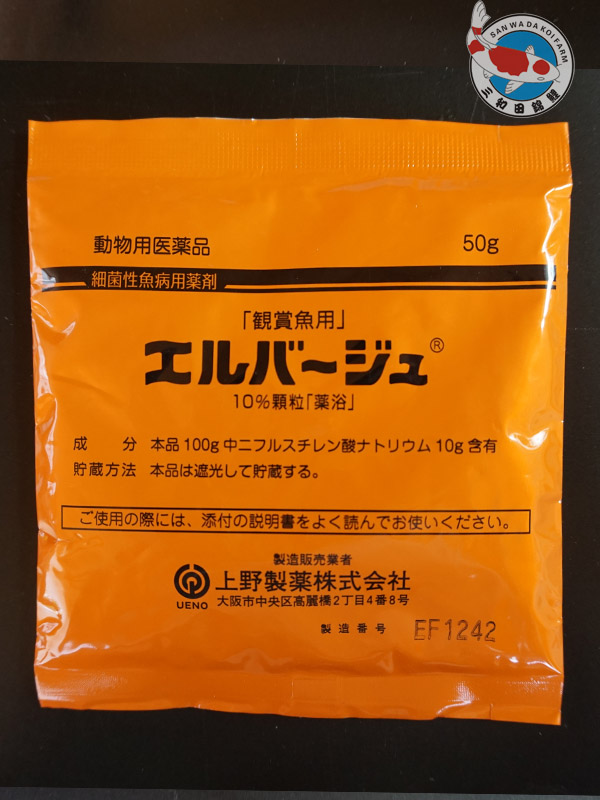 SANWADA KOI FARM
三和田錦鯉
動物用医薬品 50g
細菌性魚病用薬剤
「観賞魚用」
エルバージュ®
10%顆粒「薬浴」
成 分 本品100g中ニフルスチレン酸ナトリウム10g含有
貯蔵方法 本品は遮光して貯蔵する。
ご使用の際には、添付の説明書をよく読んでお使いください。
製造販売業者
UENO 上野製薬株式会社
大阪市中央区高麗橋2丁目4番8号
製造番号 EF1242